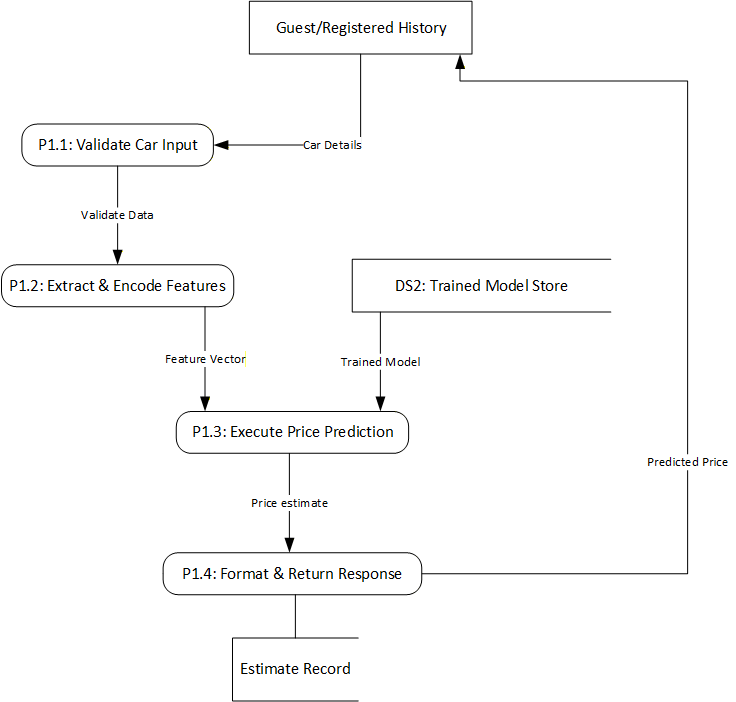 Guest/Registered History
Car Details
P1.1: Validate Car Input
Validate Data
P1.2: Extract & Encode Features
DS2: Trained Model Store
Feature Vector
Trained Model
P1.3: Execute Price Prediction
Predicted Price
Price estimate
P1.4: Format & Return Response
Estimate Record